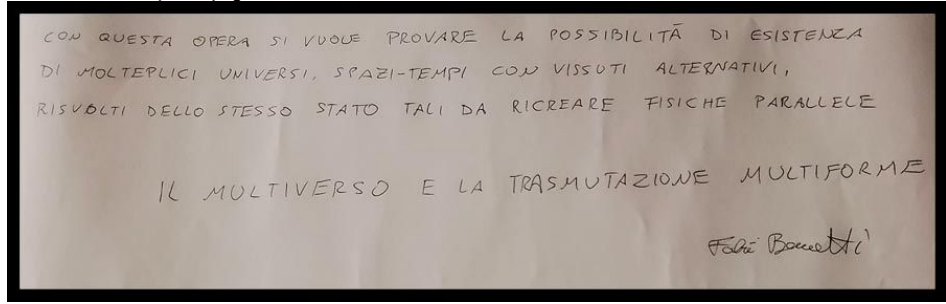 CON QUESTA OPERA SI VUOLE PROVARE LA POSSIBILITÀ DI ESISTENZA
DI MOLTEPLICI UNIVERSI, SPAZI-TEMPI CON VISSUTI ALTERNATIVI,
RISVOLTI DELLO STESSO STATO TALI DA RICREARE FISICHE PARALLELE
IL MULTIVERSO E LA TRASMUTAZIONE MULTIFORME